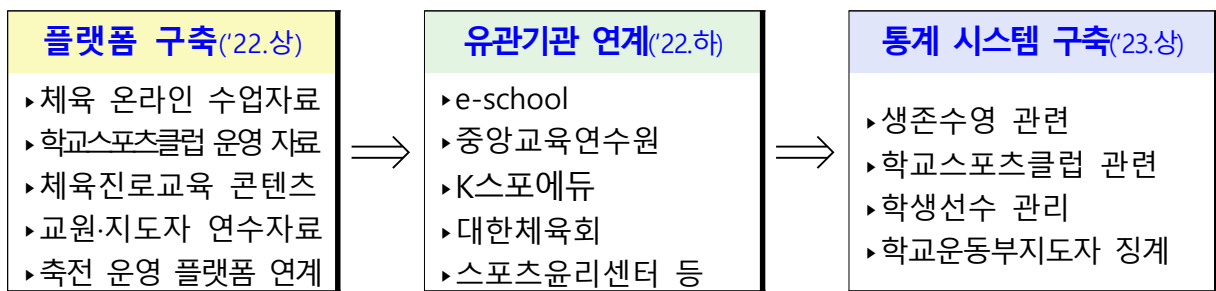 플랫폼 구축('22.상)
▸체육 온라인 수업자료
▸학교스포츠클럽 운영 자료
▸체육진로교육 콘텐츠
▸교원·지도자 연수자료
▸축전 운영 플랫폼 연계
⇒
유관기관 연계('22.하)
▸e-school
▸중앙교육연수원
▸K스포에듀
▸대한체육회
▸스포츠윤리센터 등
⇒
통계 시스템 구축('23.상)
▸생존수영 관련
▸학교스포츠클럽 관련
▸학생선수 관리
▸학교운동부지도자 징계